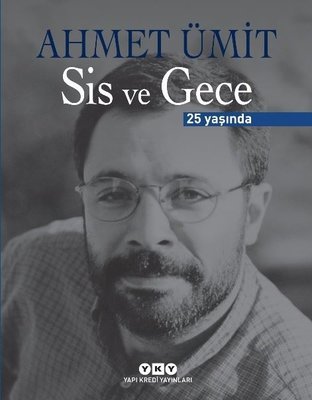 AHMET ÜMİT
Sis ve Gece
25 yaşında
YKY
YAPI KREDİ YAYINLARI